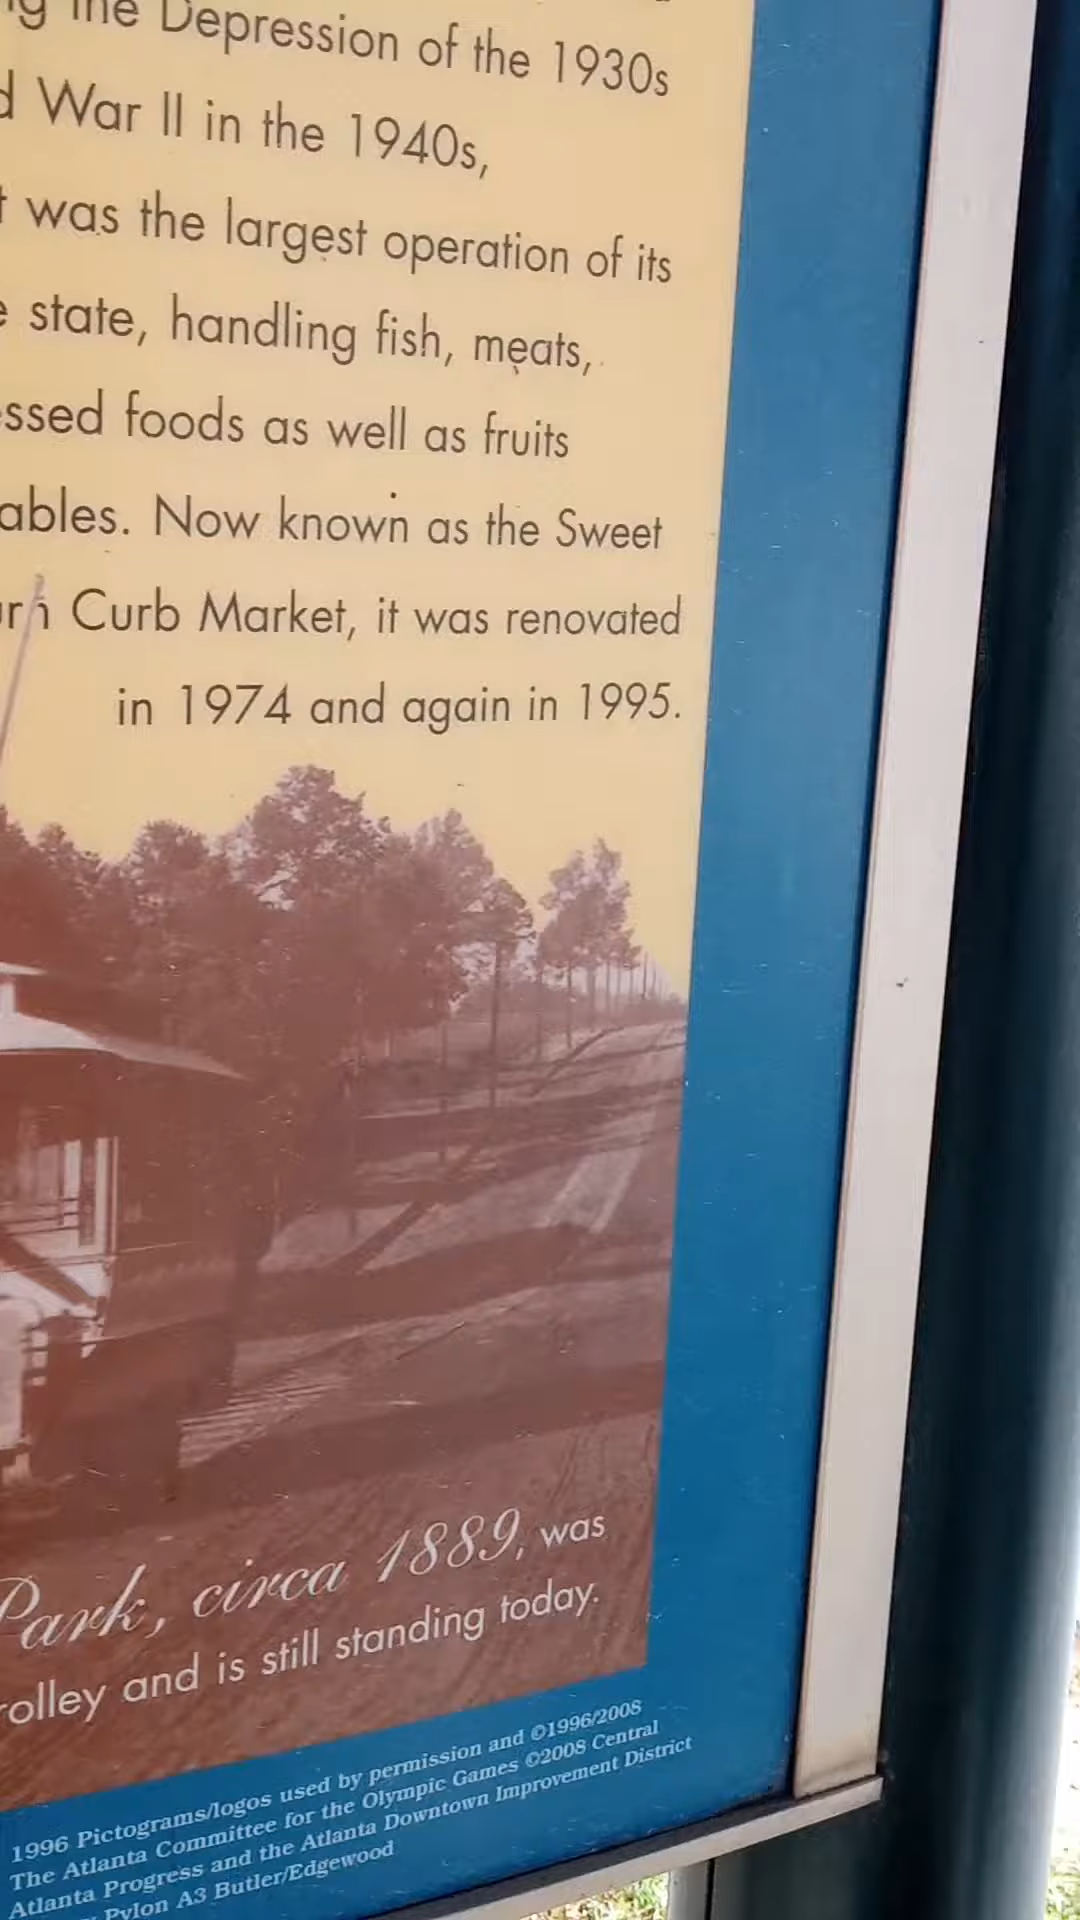 the Depression of the 1930s
War II in the 1940s,
was the largest operation of its
state, handling fish, meats,
foods as well as fruits
Now known as the Sweet
Curb Market, it was renovated
in 1974 and again in 1995.
Park, circa 1889, was
and is still standing today.
1996 Pictograms/logos used by permission and ©1996/2008
The Atlanta Committee for the Olympic Games ©2008 Central
Atlanta Progress and the Atlanta Downtown Improvement District
Pylon A3 Butler/Edgewood